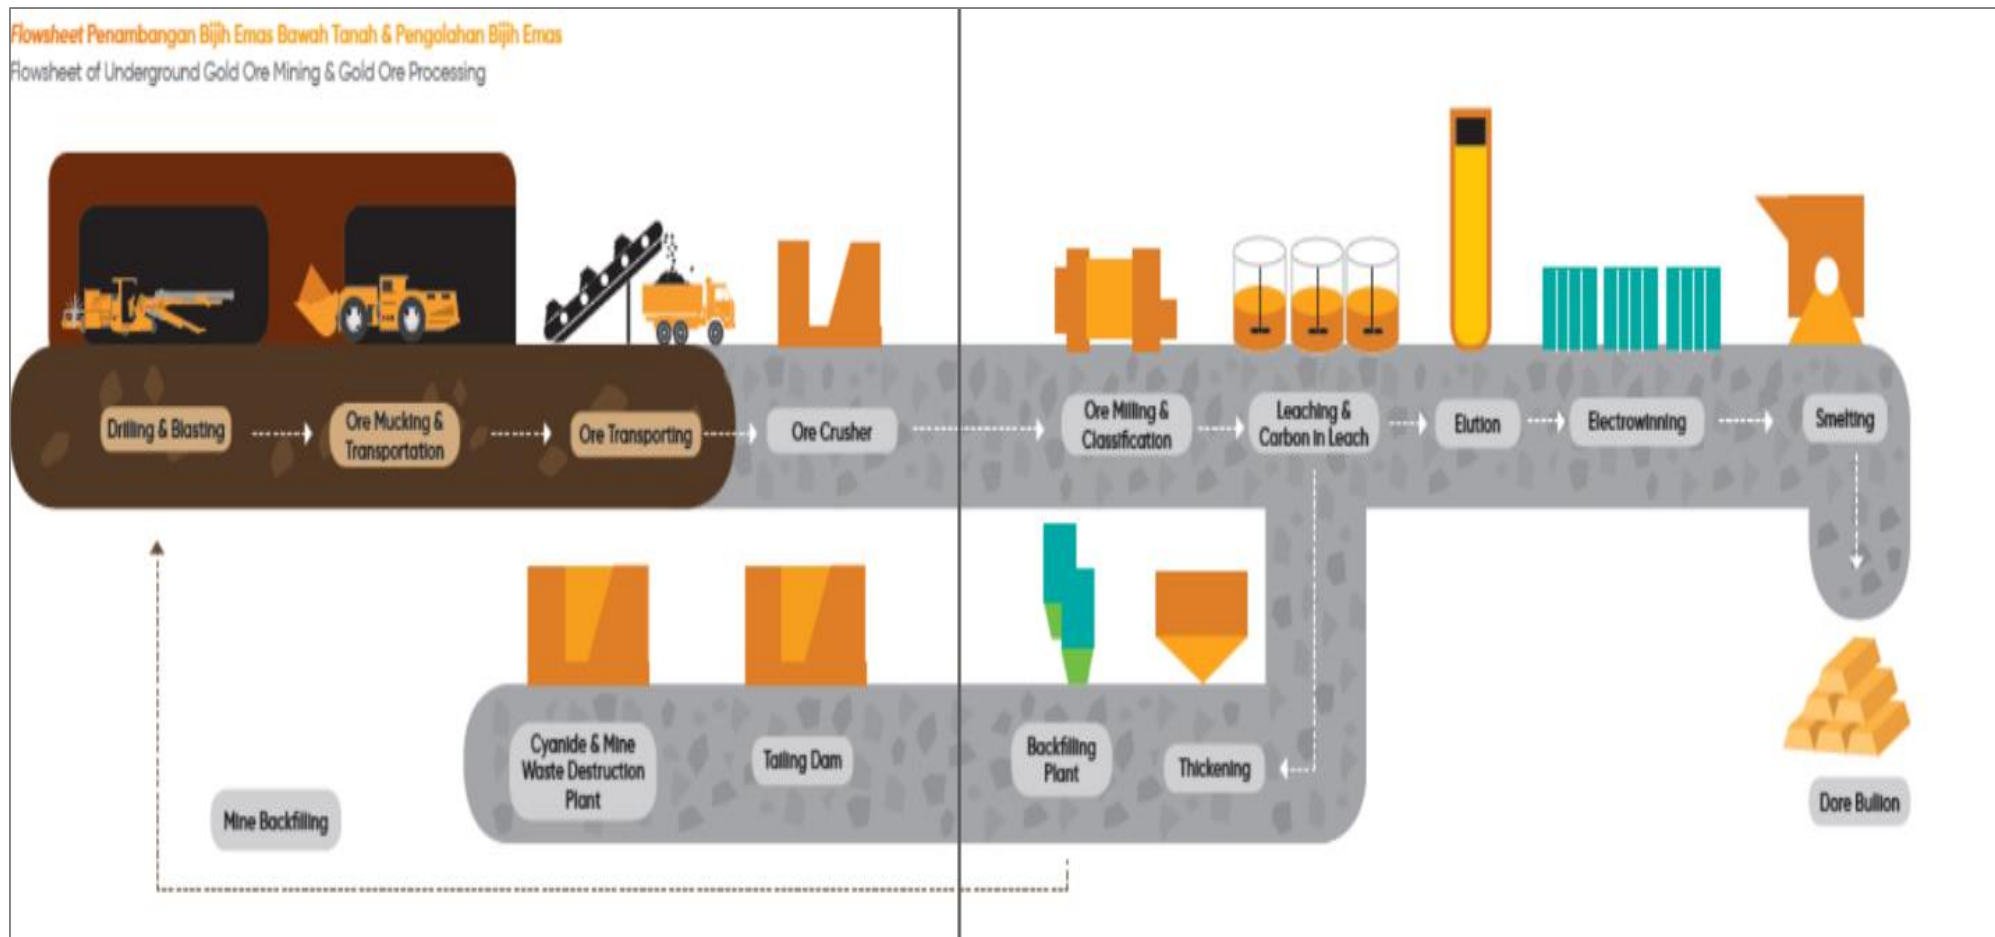 Flowsheet Penambangan Bijih Emas Bawah Tanah & Pengolahan Bijih Emas
Flowsheet of Underground Gold Ore Mining & Gold Ore Processing
Drilling & Blasting
Ore Mucking &
Transportation
Ore Transporting
Ore Crusher
Ore Milling &
Classification
Leaching &
Carbon in Leach
Elution
Electrowinning
Smelting
Cyanide & Mine
Waste Destruction
Plant
Tailing Dam
Backfilling
Plant
Thickening
Mine Backfilling
Dore Bullion